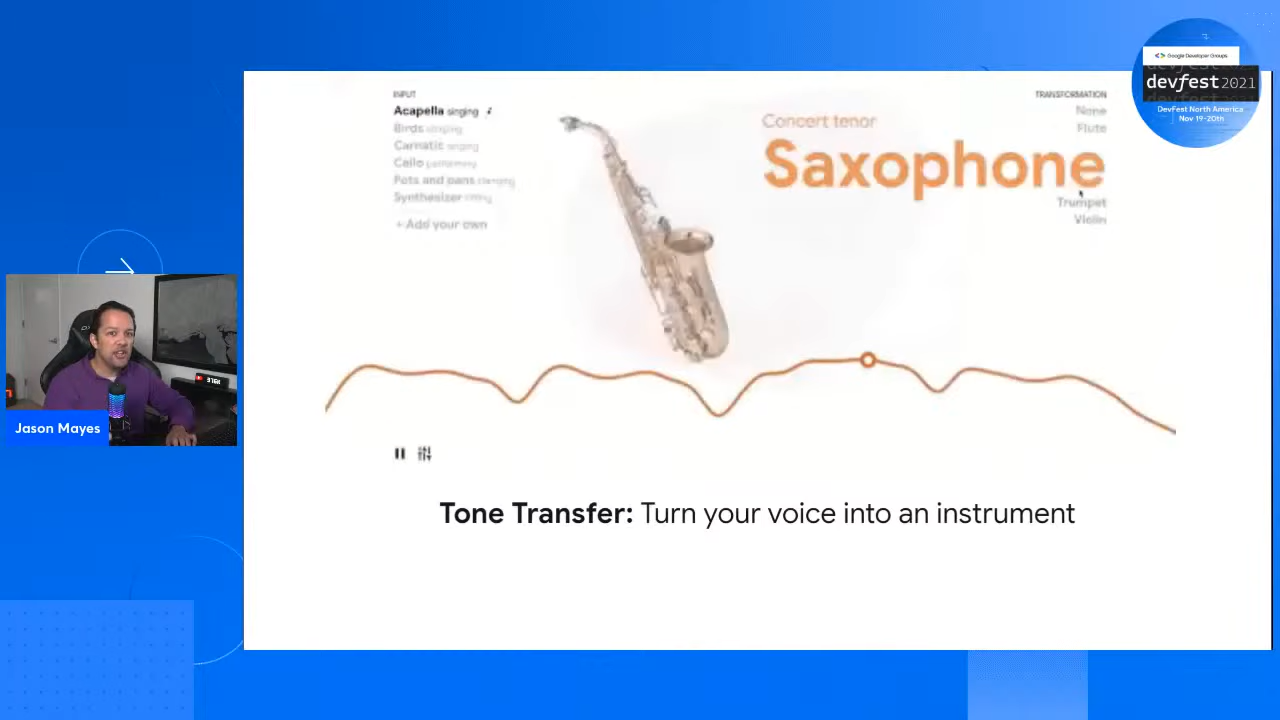 Google Developer Groups
devfest 2021
DevFest North America
Nov 19-20th
INPUT
Acapella singing
Birds singing
Carnatic singing
Cello performing
Pots and pans clanging
Synthesizer
+ Add your own
Concert tenor
Saxophone
TRANSFORMATION
None
Flute
Trumpet
Violin
Jason Mayes
Tone Transfer: Turn your voice into an instrument